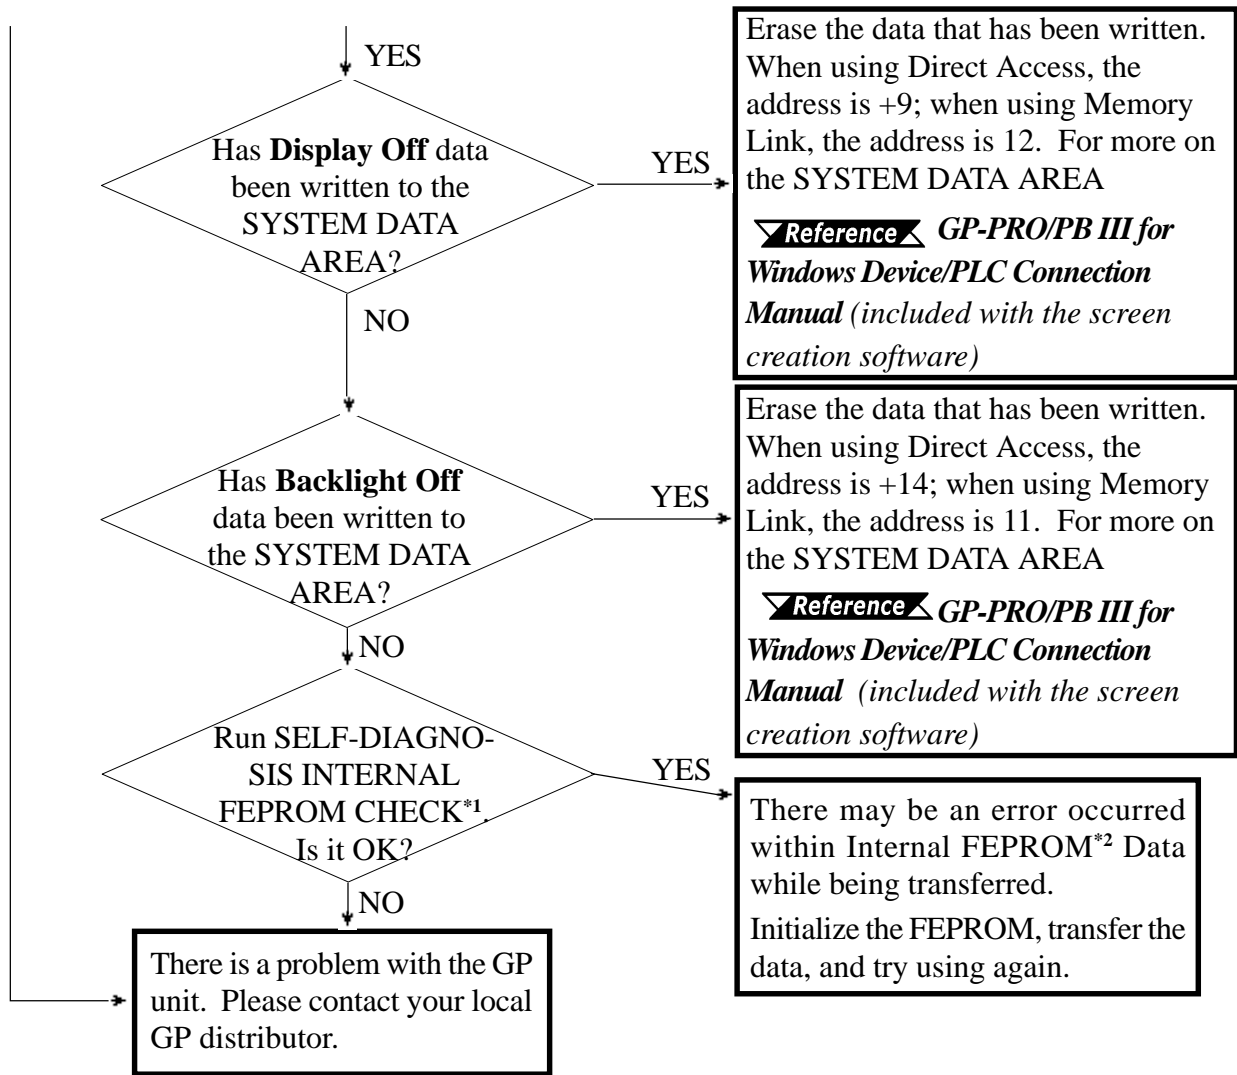 YES
Has Display Off data
been written to the
SYSTEM DATA
AREA?
YES
Erase the data that has been written.
When using Direct Access, the
address is +9; when using Memory
Link, the address is 12. For more on
the SYSTEM DATA AREA
Reference GP-PRO/PB III for
Windows Device/PLC Connection
Manual (included with the screen
creation software)
NO
Has Backlight Off
data been written to
the SYSTEM DATA
AREA?
YES
Erase the data that has been written.
When using Direct Access, the
address is +14; when using Memory
Link, the address is 11. For more on
the SYSTEM DATA AREA
Reference GP-PRO/PB III for
Windows Device/PLC Connection
Manual (included with the screen
creation software)
NO
Run SELF-DIAGNO-
SIS INTERNAL
FEPROM CHECK*1.
Is it OK?
YES
There may be an error occurred
within Internal FEPROM*2 Data
while being transferred.
Initialize the FEPROM, transfer the
data, and try using again.
NO
There is a problem with the GP
unit. Please contact your local
GP distributor.